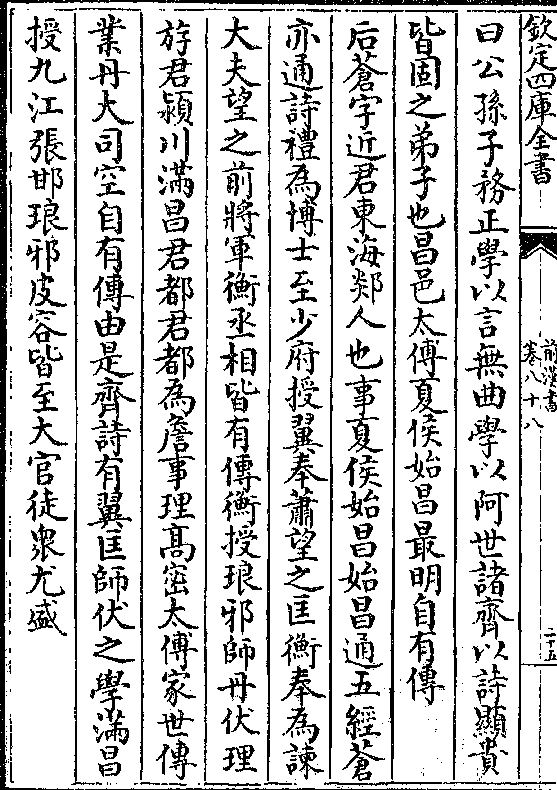 欽定四庫全書
前漢書
卷八十八
二十五
曰公孫子務正學以言無曲學以阿世諸齊以詩顯貴
皆固之弟子也昌邑太傅夏侯始昌最明自有傳
后蒼字近君東海郯人也事夏侯始昌始昌通五經蒼
亦通詩禮為博士至少府授翼奉蕭望之匡衡奉為諫
大夫望之前將軍衡丞相皆有傳衡授琅邪師丹伏理
斿君潁川滿昌君都君都為詹事理髙密太傅家世傳
業丹大司空自有傳由是齊詩有翼匡師伏之學滿昌
授九江張邯琅邪皮容皆至大官徒衆尤盛